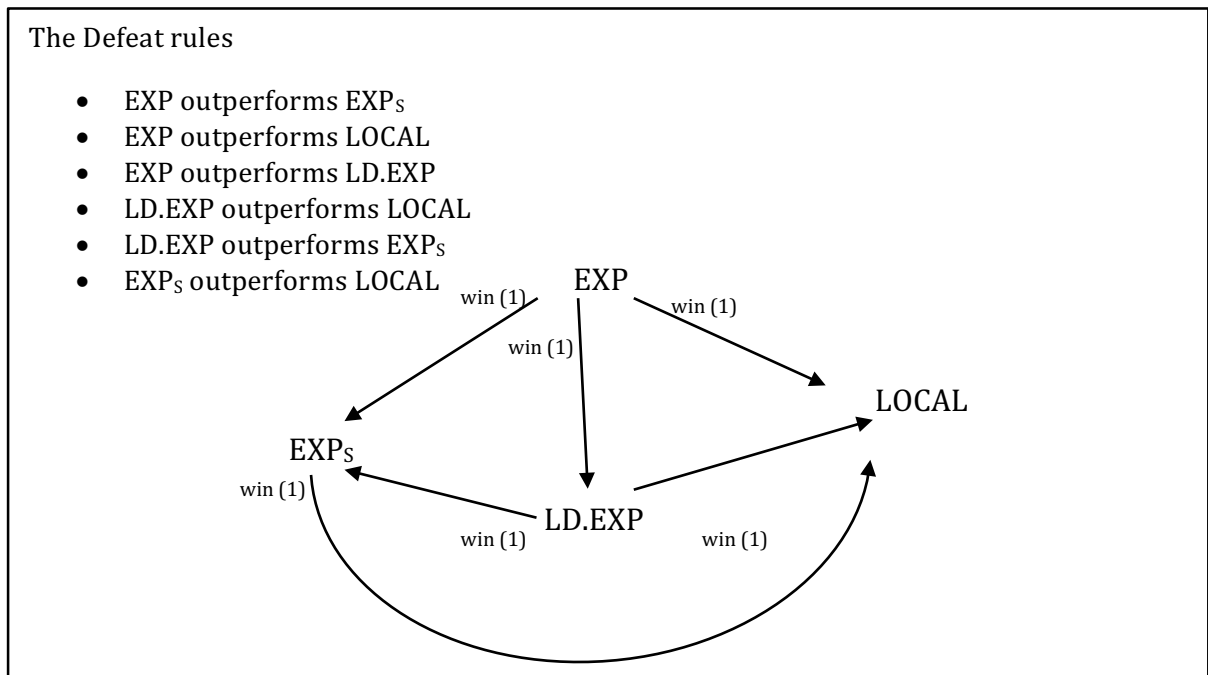 The Defeat rules
• EXP outperforms EXPS
• EXP outperforms LOCAL
• EXP outperforms LD.EXP
• LD.EXP outperforms LOCAL
• LD.EXP outperforms EXPS
• EXPS outperforms LOCAL
EXP
win (1)
win (1)
win (1)
LOCAL
EXPS
win (1)
LD.EXP
win (1)
win (1)